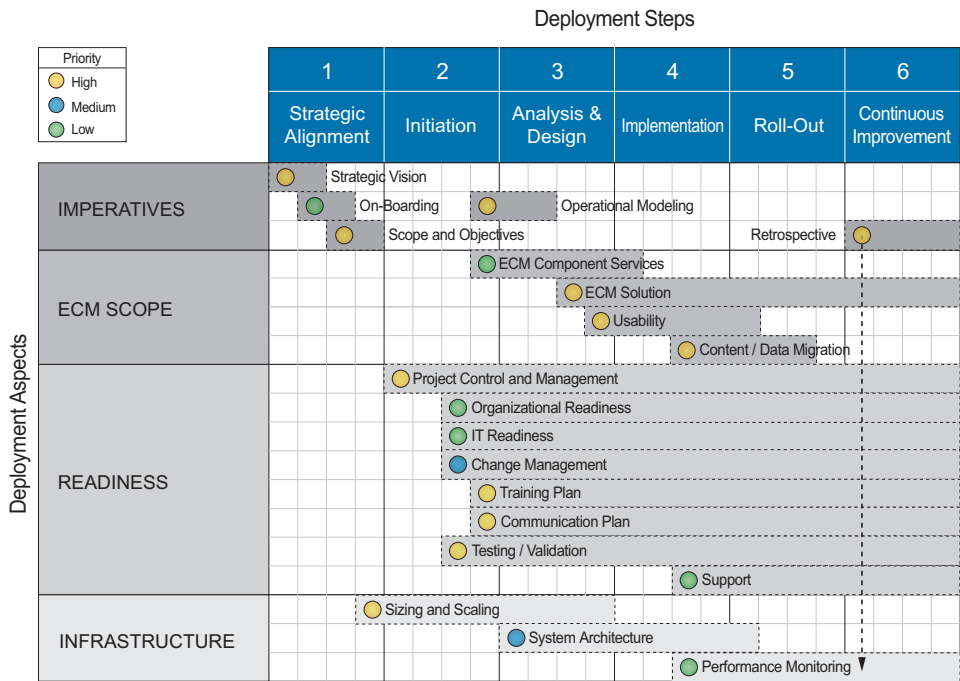 Deployment Steps
Priority
High
Medium
Low
1
2
3
4
5
6
Strategic
Alignment
Initiation
Analysis &
Design
Implementation
Roll-Out
Continuous
Improvement
Deployment Aspects
IMPERATIVES
Strategic Vision
On-Boarding
Operational Modeling
Scope and Objectives
Retrospective
ECM SCOPE
ECM Component Services
ECM Solution
Usability
Content / Data Migration
READINESS
Project Control and Management
Organizational Readiness
IT Readiness
Change Management
Training Plan
Communication Plan
Testing / Validation
Support
INFRASTRUCTURE
Sizing and Scaling
System Architecture
Performance Monitoring